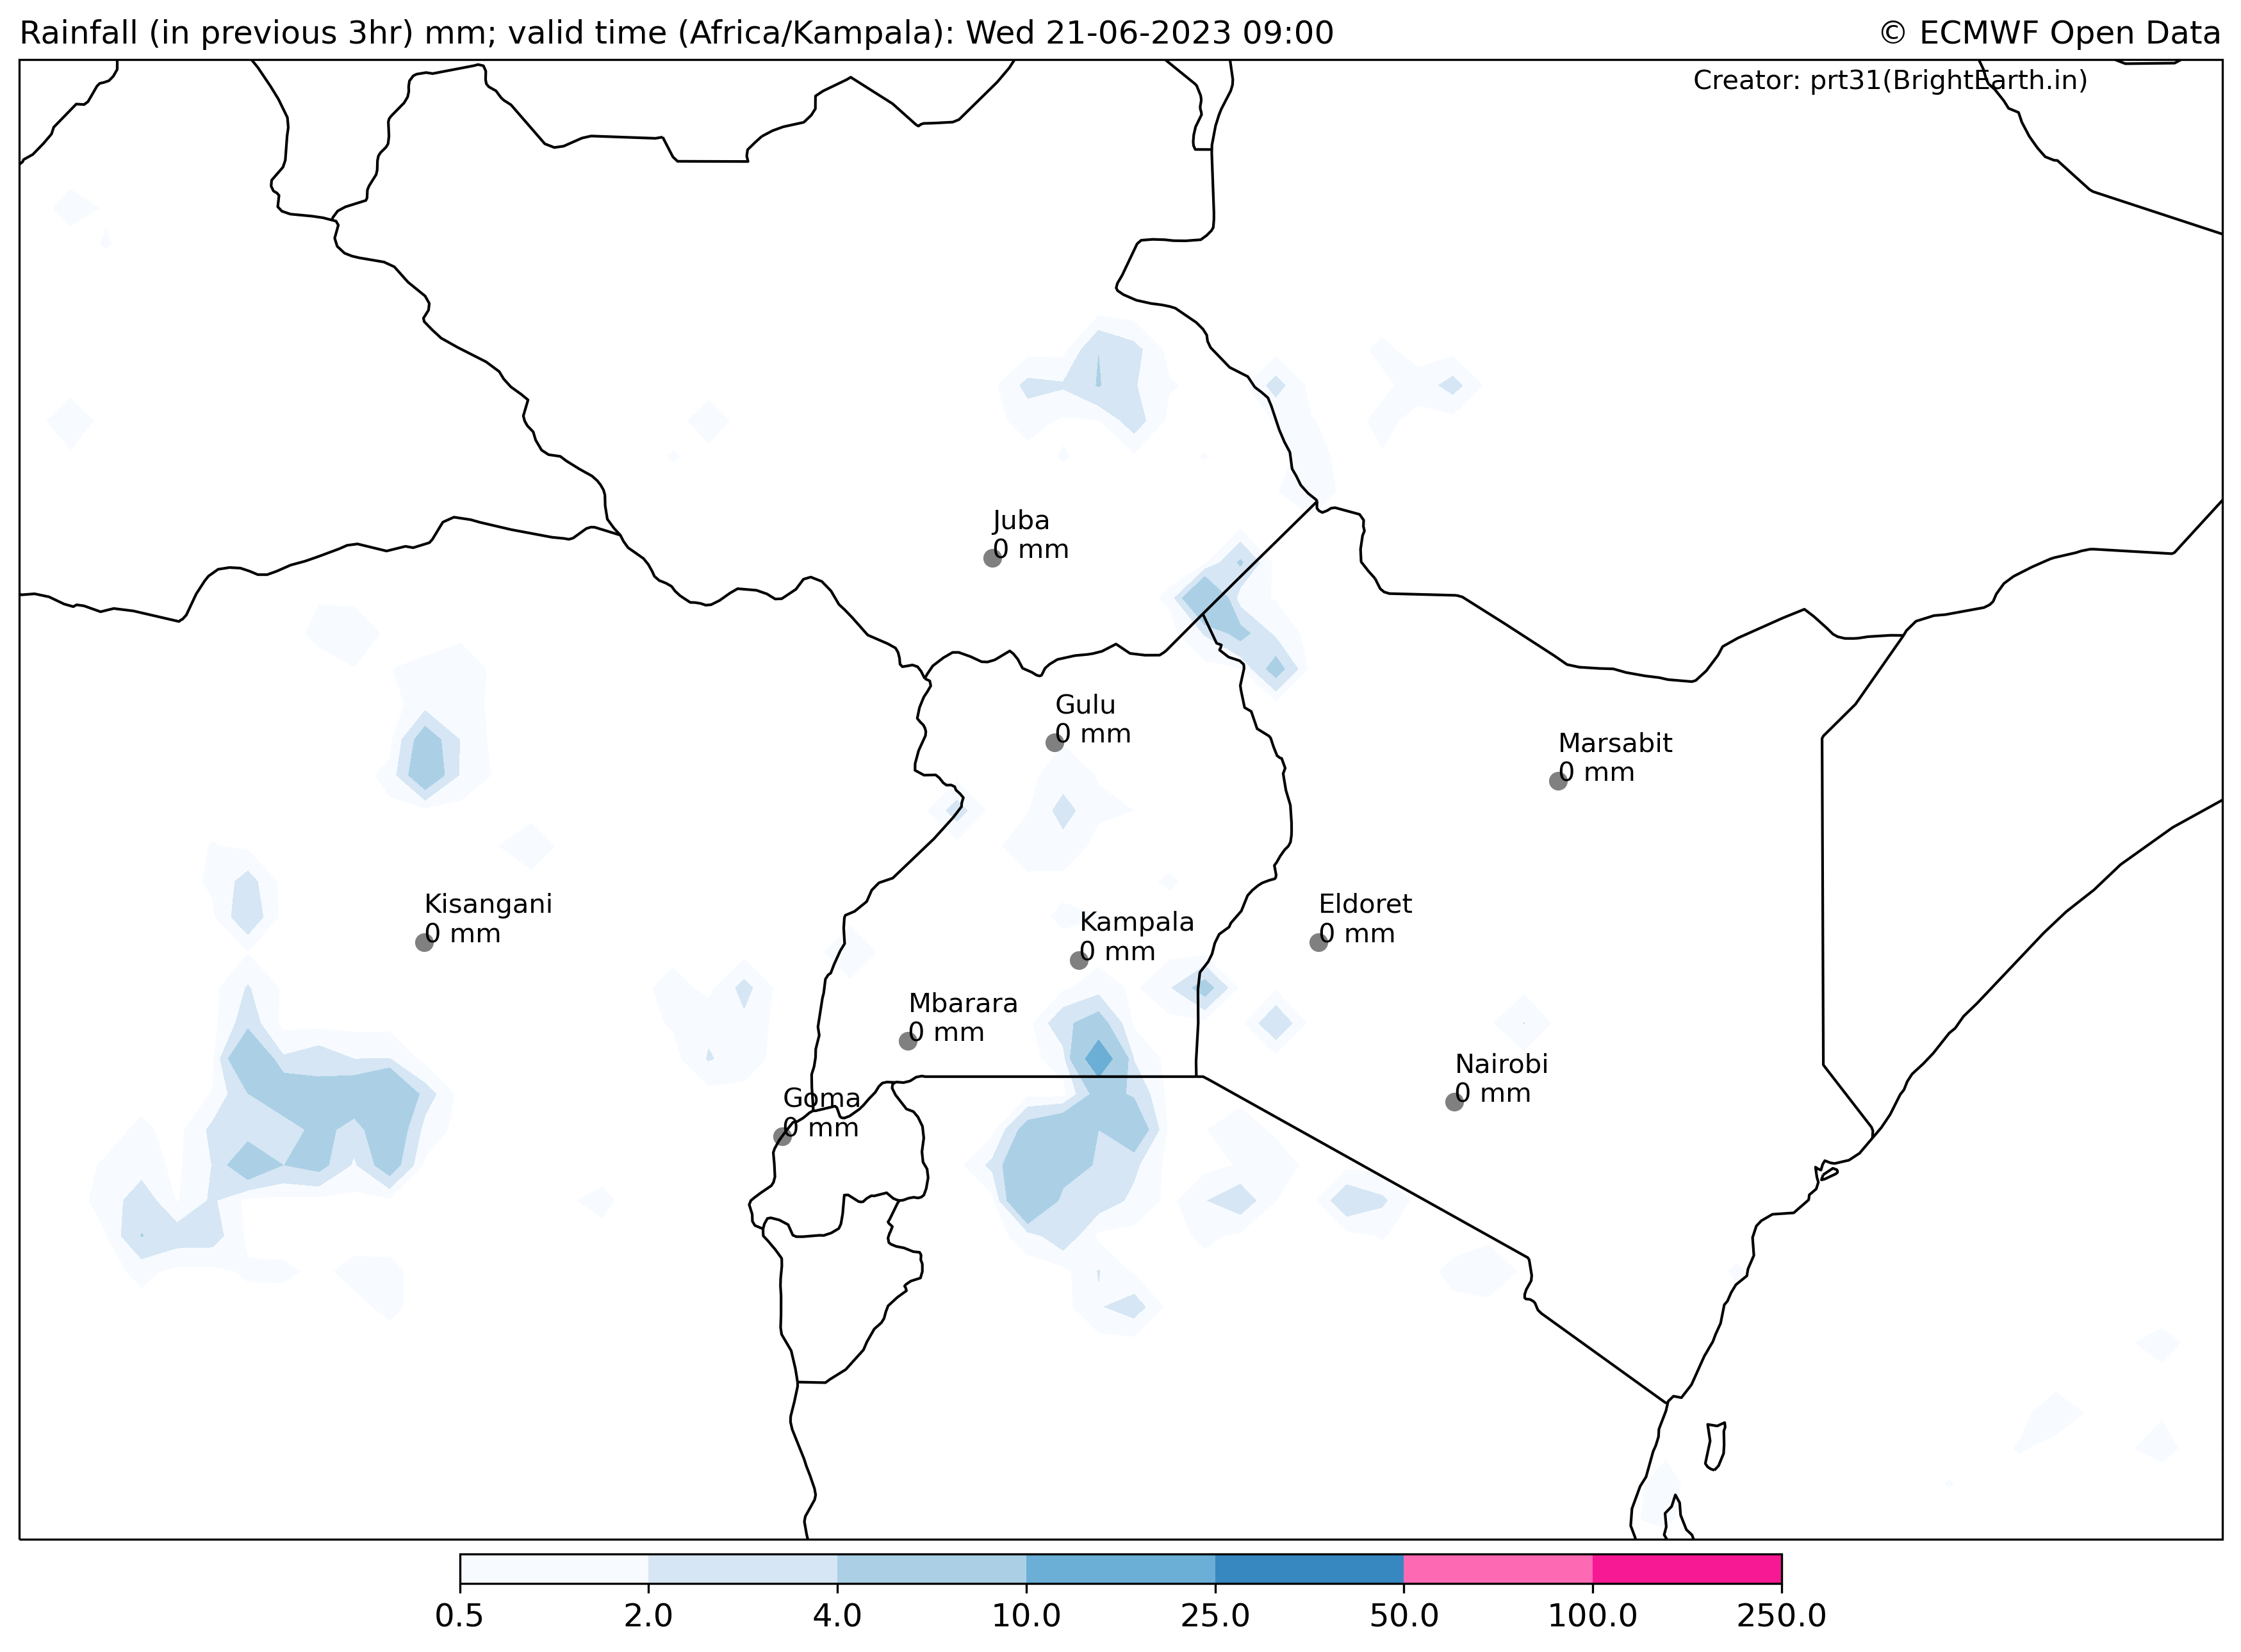 Rainfall (in previous 3hr) mm; valid time (Africa/Kampala): Wed 21-06-2023 09:00
© ECMWF Open Data
Creator: prt31(BrightEarth.in)
Juba
0 mm
Gulu
0 mm
Marsabit
0 mm
Kisangani
0 mm
Kampala
0 mm
Eldoret
0 mm
Mbarara
0 mm
Nairobi
0 mm
Goma
0 mm
0.5 2.0 4.0 10.0 25.0 50.0 100.0 250.0